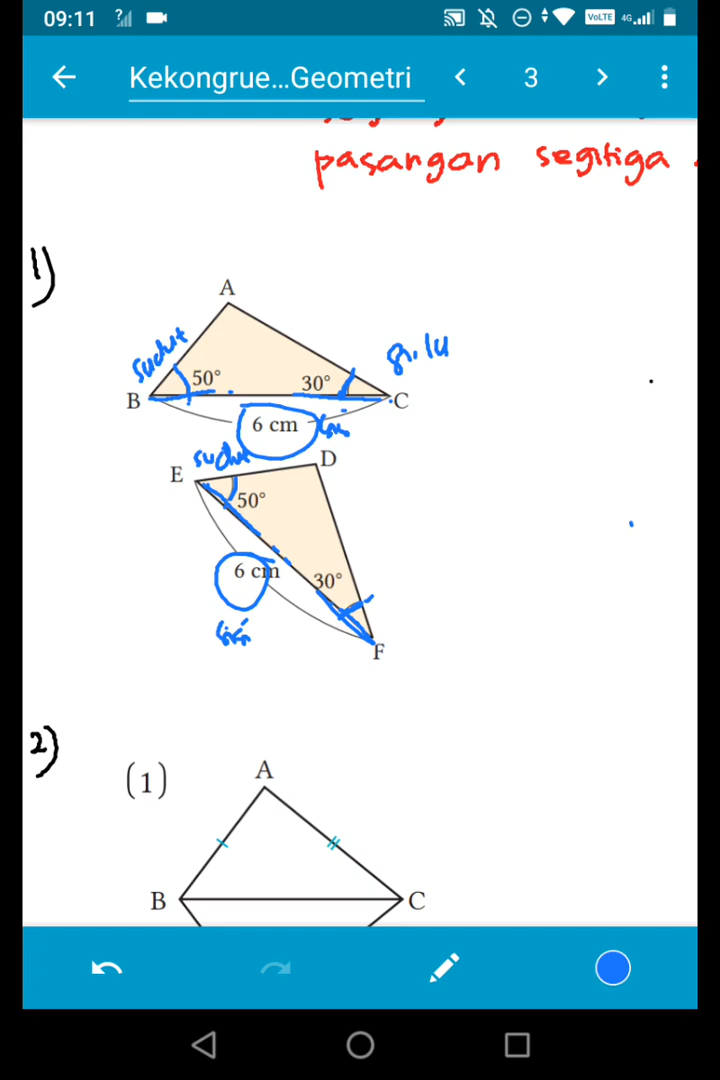 09:11
VoLTE 4G
Kekongrue...Geometri < 3 >
pasangan segitiga
1)
A
sudut
50°
30°
B
C
6 cm
sudut
E
D
50°
6 cm
30°
sisi
F
2)
(1)
A
B
C